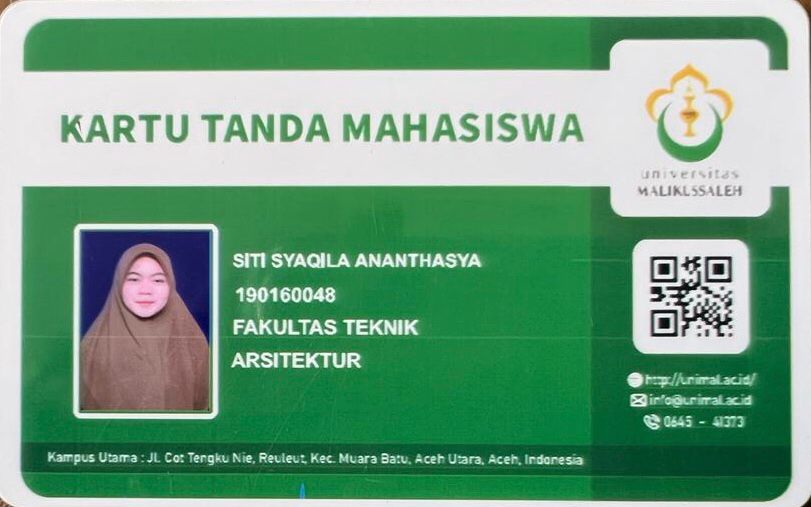 KARTU TANDA MAHASISWA
universitas
MALIKUSSALEH
SITI SYAQILA ANANTHASYA
190160048
FAKULTAS TEKNIK
ARSITEKTUR
http://unimal.ac.id/
info@unimal.ac.id
0645 - 41373
Kampus Utama : Jl. Cot Tengku Nie, Reuleut, Kec. Muara Batu, Aceh Utara, Aceh, Indonesia